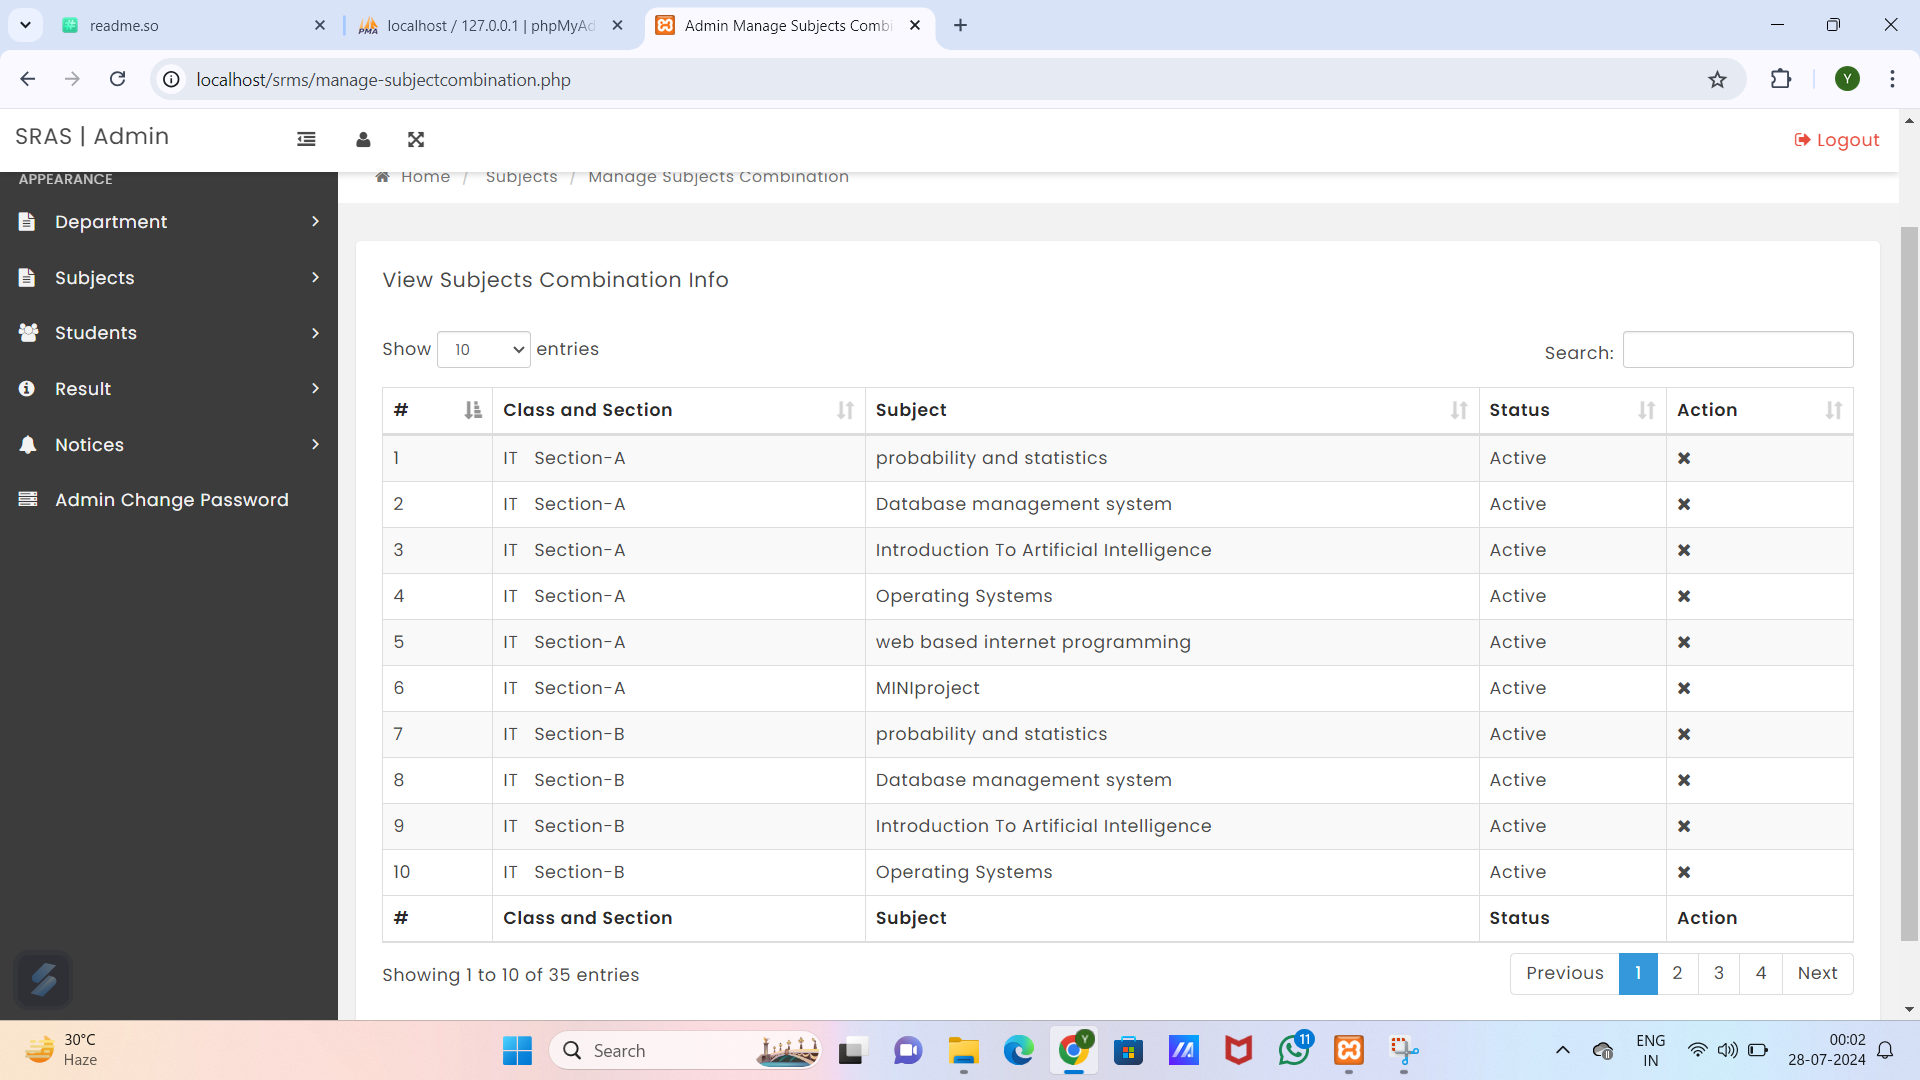 readme.so
localhost / 127.0.0.1 | phpMyAd
Admin Manage Subjects Combi
localhost/srms/manage-subjectcombination.php
Y
SRAS | Admin
Logout
APPEARANCE
Home / Subjects / Manage Subjects Combination
Department
Subjects
Students
Result
Notices
Admin Change Password
View Subjects Combination Info
Show 10 entries
Search:
# Class and Section Subject Status Action
1 IT Section-A probability and statistics Active
2 IT Section-A Database management system Active
3 IT Section-A Introduction To Artificial Intelligence Active
4 IT Section-A Operating Systems Active
5 IT Section-A web based internet programming Active
6 IT Section-A MINIproject Active
7 IT Section-B probability and statistics Active
8 IT Section-B Database management system Active
9 IT Section-B Introduction To Artificial Intelligence Active
10 IT Section-B Operating Systems Active
# Class and Section Subject Status Action
Showing 1 to 10 of 35 entries
Previous 1 2 3 4 Next
30°C
Haze
Search
Y
11
ENG
IN
00:02
28-07-2024